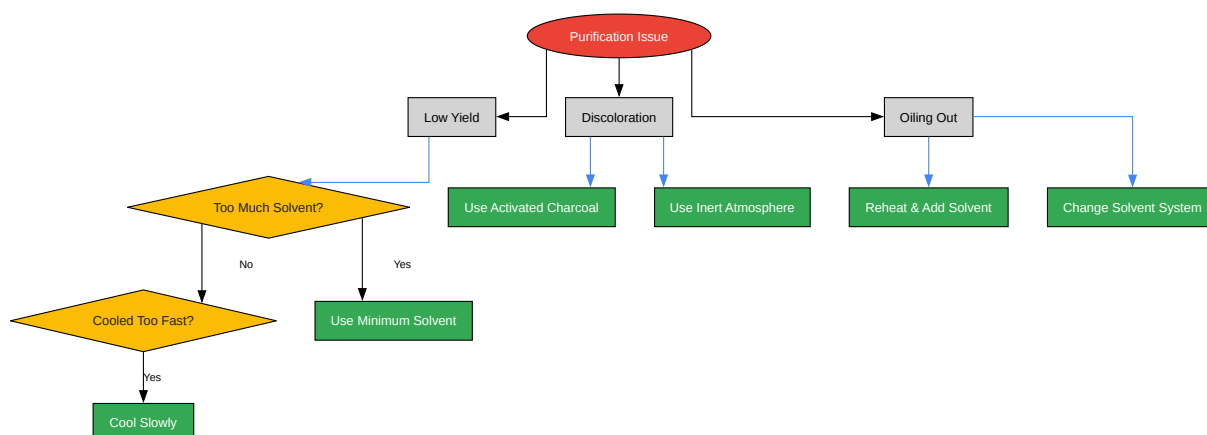 Purification Issue
Low Yield
Discoloration
Oiling Out
Too Much Solvent?
Use Activated Charcoal
Use Inert Atmosphere
Reheat & Add Solvent
Change Solvent System
No
Yes
Cooled Too Fast?
Use Minimum Solvent
Yes
Cool Slowly